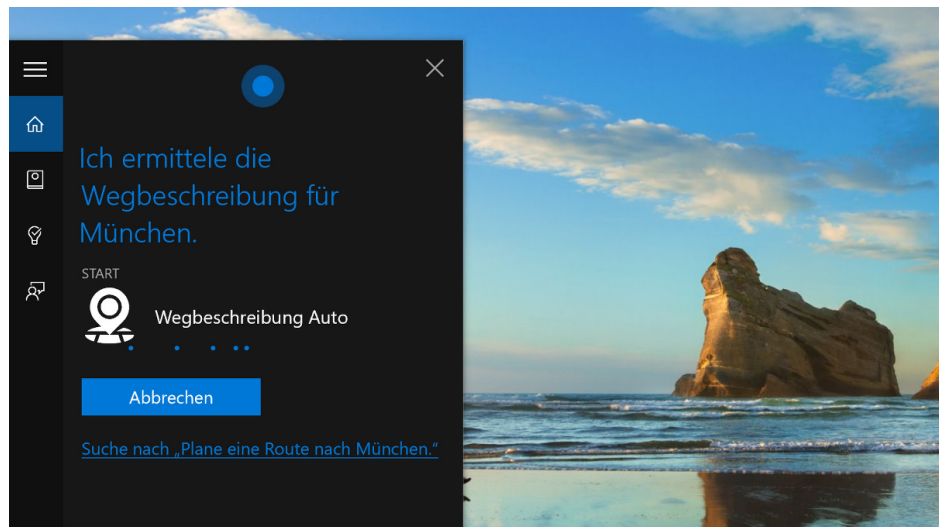 Ich ermittele die
Wegbeschreibung für
München.
START
Wegbeschreibung Auto
Abbrechen
Suche nach „Plane eine Route nach München.“